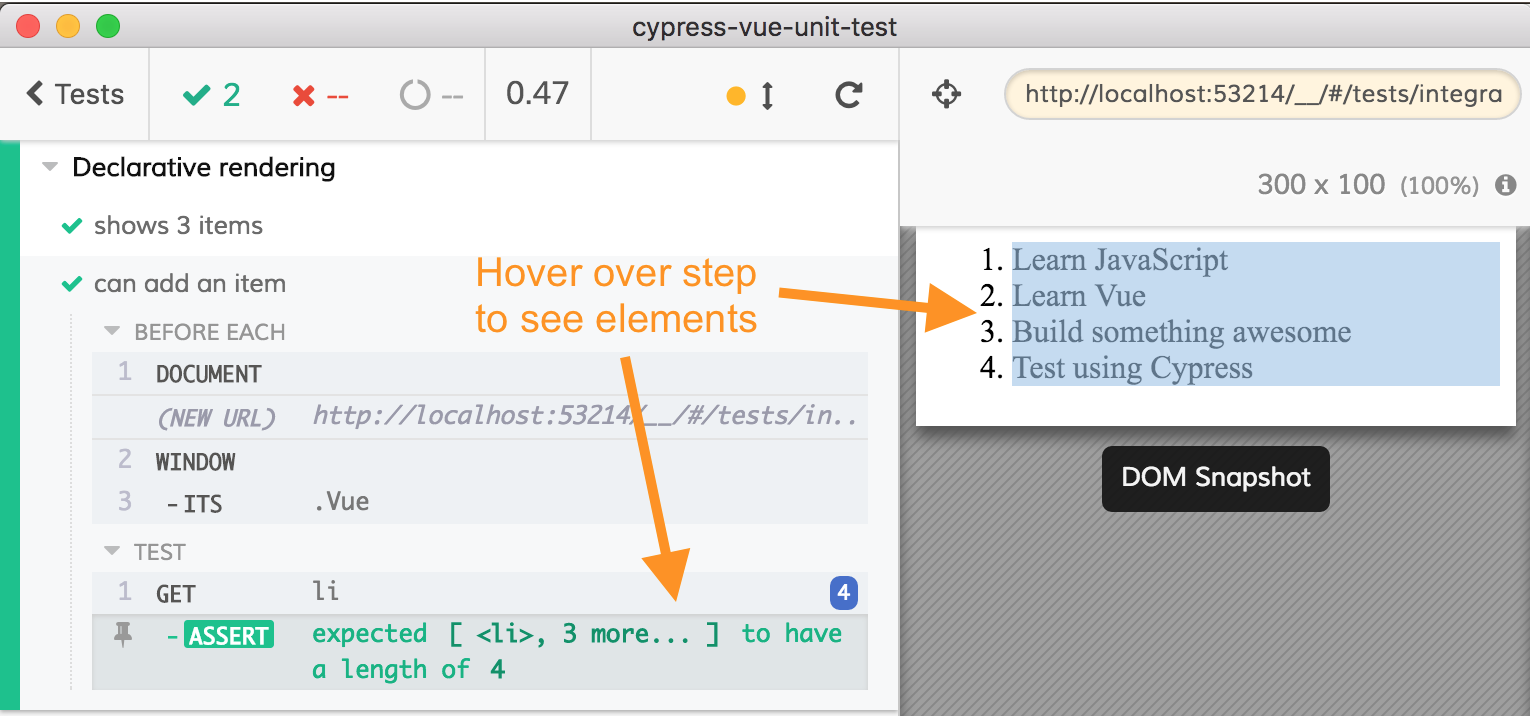 cypress-vue-unit-test
Tests
2
--
--
0.47
http://localhost:53214/__/#/tests/integra
300 x 100 (100%)
Declarative rendering
shows 3 items
can add an item
Hover over step
to see elements
BEFORE EACH
1 DOCUMENT
(NEW URL) http://localhost:53214/__/#/tests/in..
2 WINDOW
3 -ITS .Vue
TEST
1 GET li 4
-ASSERT expected [ <li>, 3 more... ] to have
a length of 4
1. Learn JavaScript
2. Learn Vue
3. Build something awesome
4. Test using Cypress
DOM Snapshot